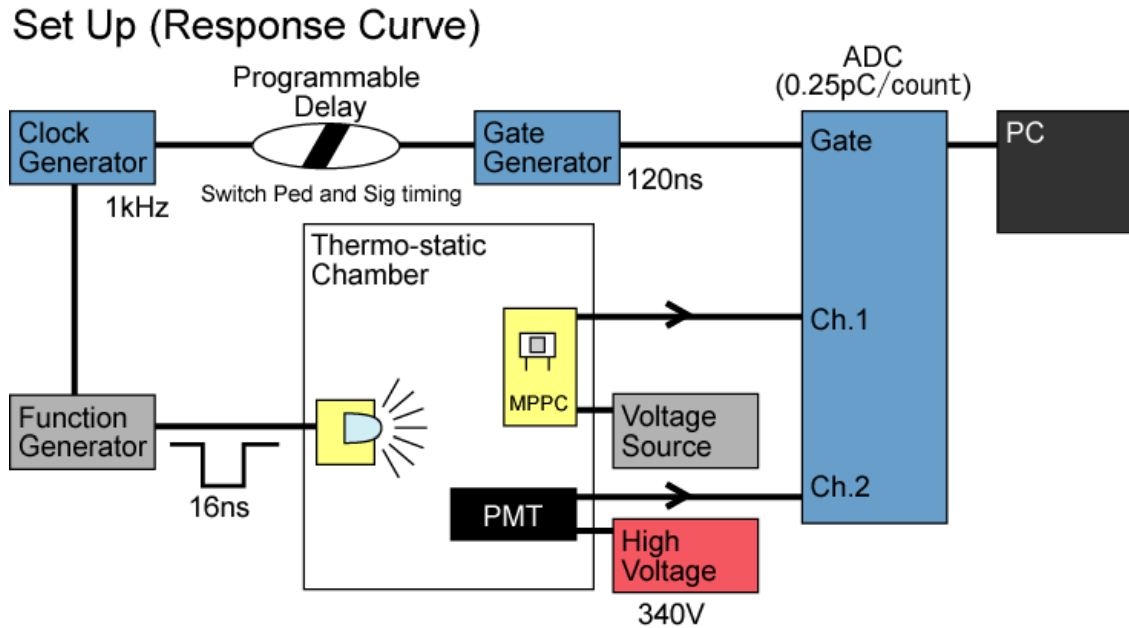 Set Up (Response Curve)
Programmable
Delay
ADC
(0.25pC/count)
Clock
Generator
Gate
Generator
Gate
PC
1kHz
Switch Ped and Sig timing
120ns
Thermo-static
Chamber
Ch.1
MPPC
Function
Generator
Voltage
Source
16ns
PMT
Ch.2
High
Voltage
340V